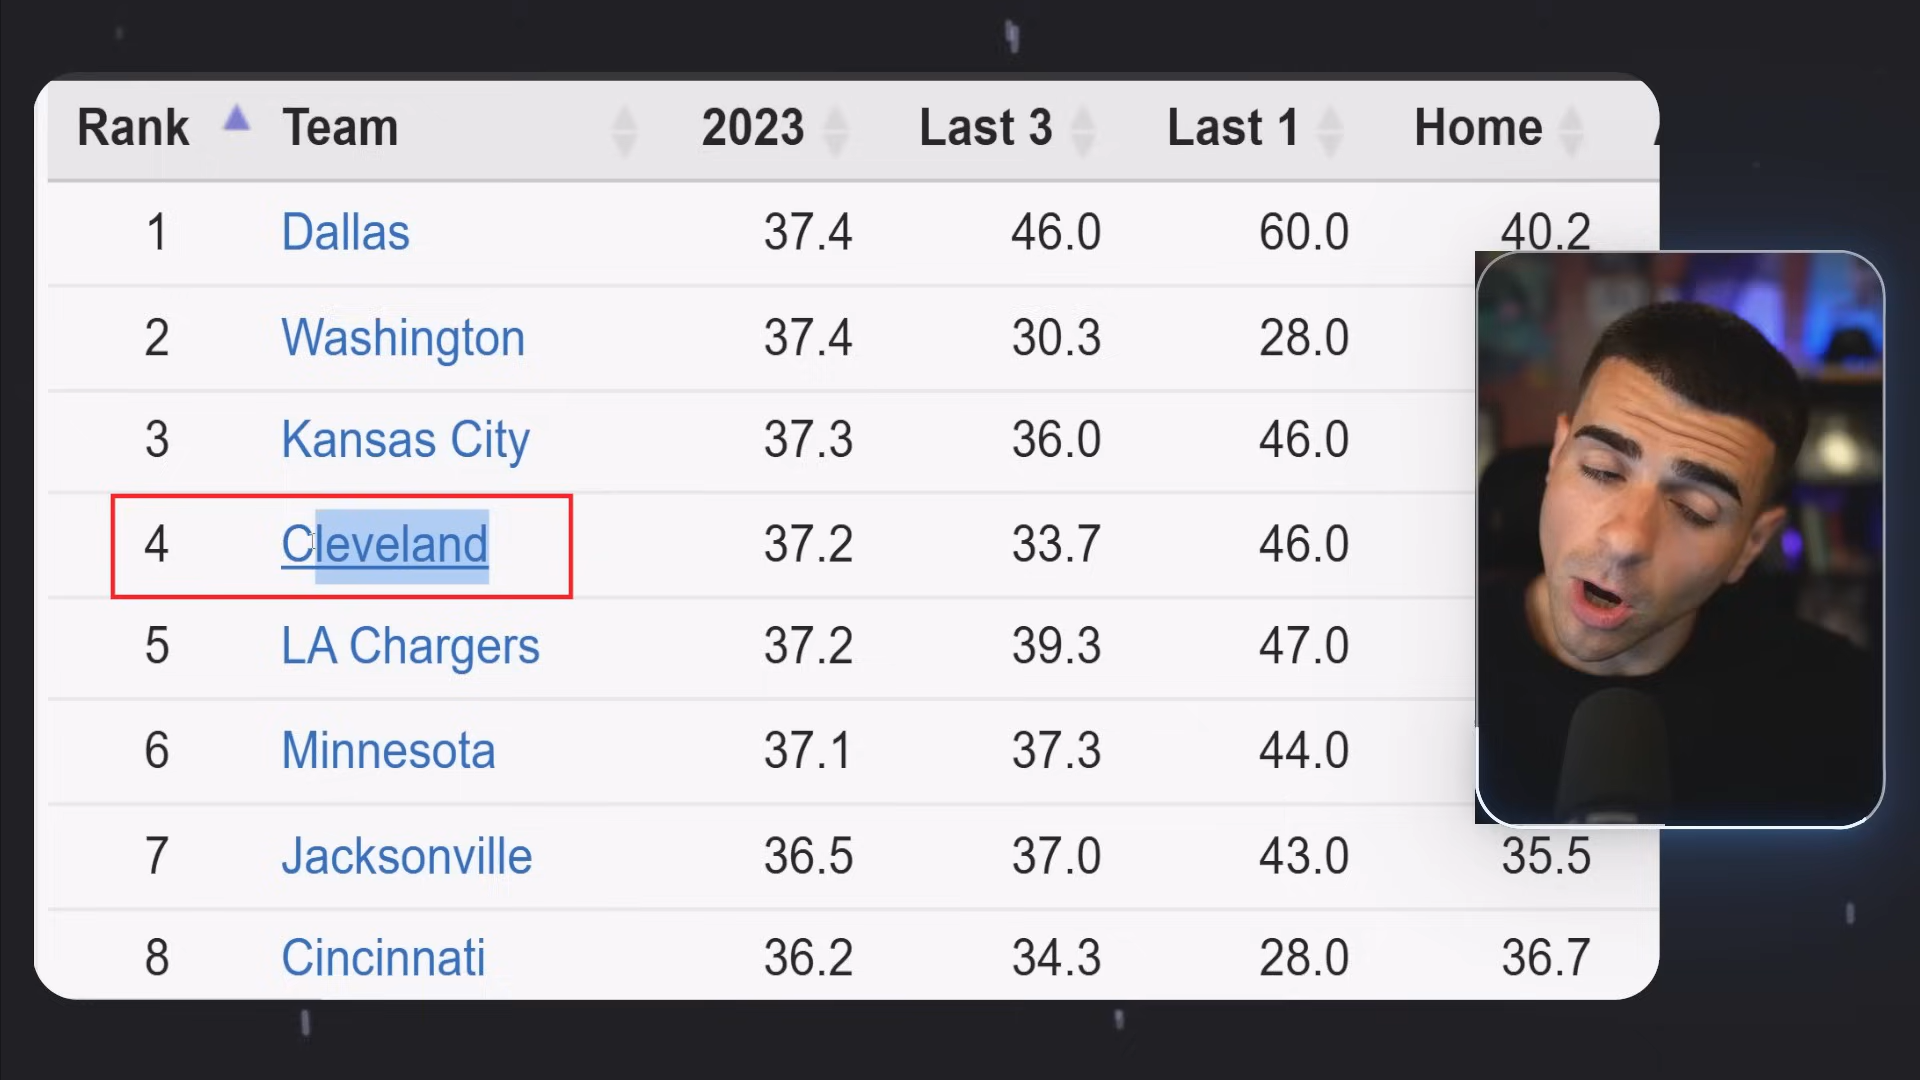 Rank Team 2023 Last 3 Last 1 Home
1 Dallas 37.4 46.0 60.0 40.2
2 Washington 37.4 30.3 28.0
3 Kansas City 37.3 36.0 46.0
4 Cleveland 37.2 33.7 46.0
5 LA Chargers 37.2 39.3 47.0
6 Minnesota 37.1 37.3 44.0
7 Jacksonville 36.5 37.0 43.0 35.5
8 Cincinnati 36.2 34.3 28.0 36.7